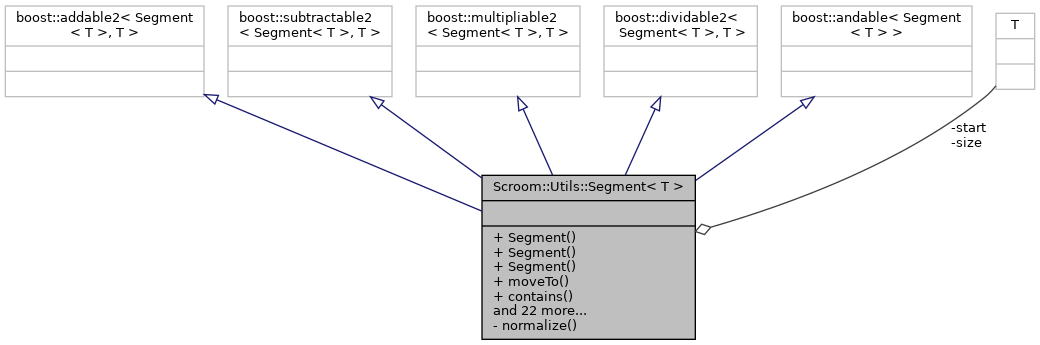 boost::addable2< Segment
< T >, T >
boost::subtractable2
< Segment< T >, T >
boost::multipliable2
< Segment< T >, T >
boost::dividable2<
Segment< T >, T >
boost::andable< Segment
< T > >
T
-start
-size
Scroom::Utils::Segment< T >
+ Segment()
+ Segment()
+ Segment()
+ moveTo()
+ contains()
and 22 more...
- normalize()